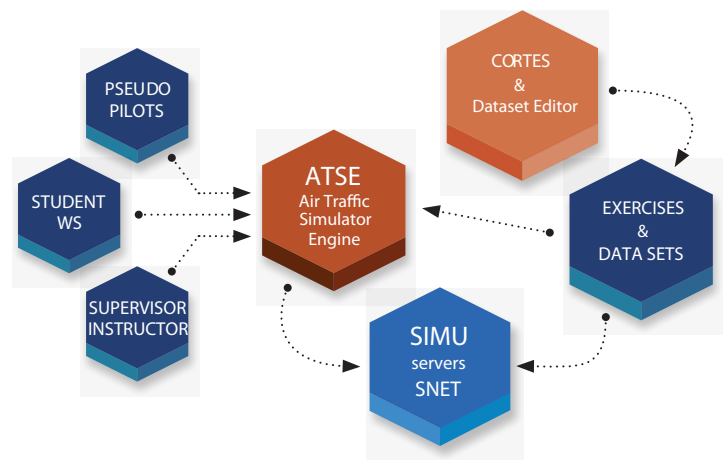 PSEUDO
PILOTS
STUDENT
WS
SUPERVISOR
INSTRUCTOR
ATSE
Air Traffic
Simulator
Engine
CORTES
&
Dataset Editor
EXERCISES
&
DATA SETS
SIMU
servers
SNET